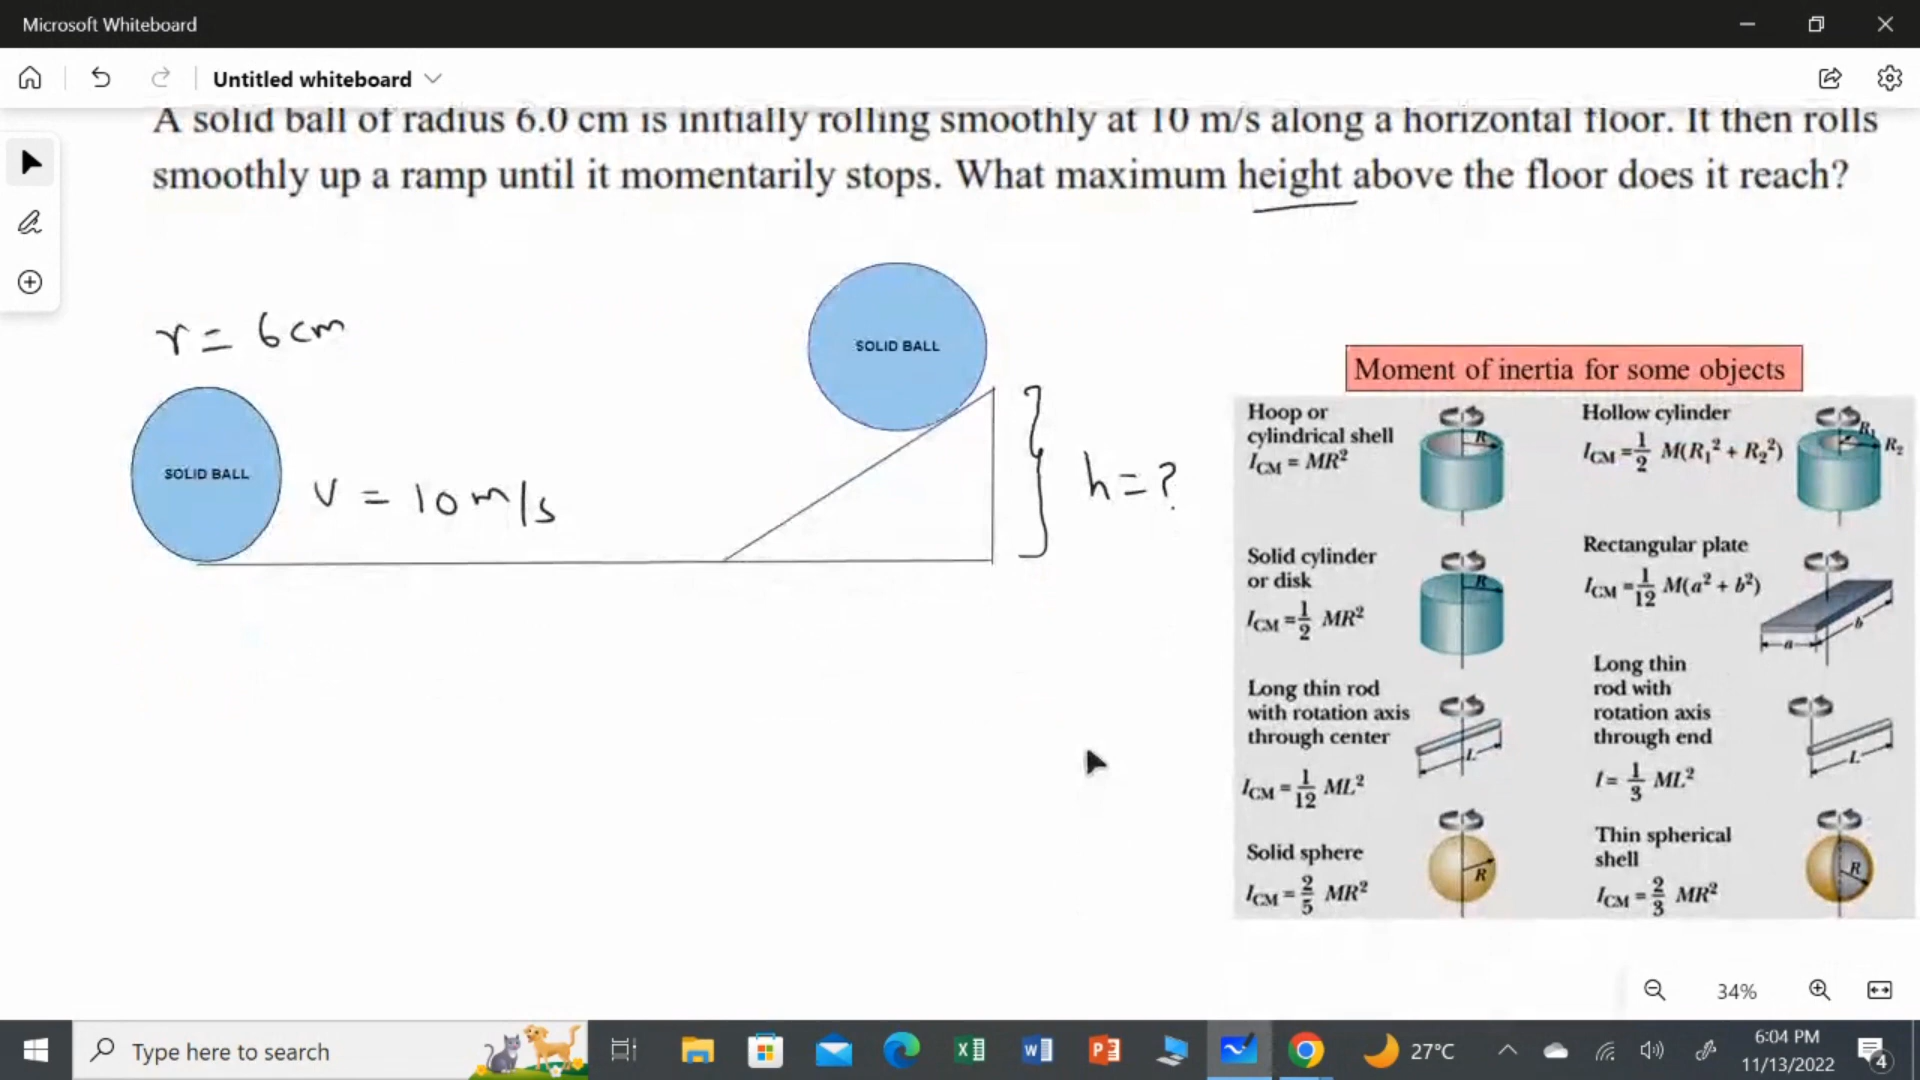 Microsoft Whiteboard
Untitled whiteboard
A solid ball of radius 6.0 cm is initially rolling smoothly at 10 m/s along a horizontal floor. It then rolls
smoothly up a ramp until it momentarily stops. What maximum height above the floor does it reach?
r = 6 cm
SOLID BALL
SOLID BALL
v = 10 m/s
h = ?
Moment of inertia for some objects
Hoop or
cylindrical shell
I_CM = MR²
R
Hollow cylinder
I_CM = 1/2 M(R₁² + R₂²)
R₁
R₂
Solid cylinder
or disk
I_CM = 1/2 MR²
R
Rectangular plate
I_CM = 1/12 M(a² + b²)
a
b
Long thin rod
with rotation axis
through center
I_CM = 1/12 ML²
L
Long thin
rod with
rotation axis
through end
I = 1/3 ML²
L
Solid sphere
I_CM = 2/5 MR²
R
Thin spherical
shell
I_CM = 2/3 MR²
R
34%
Type here to search
27°C
6:04 PM
11/13/2022
4